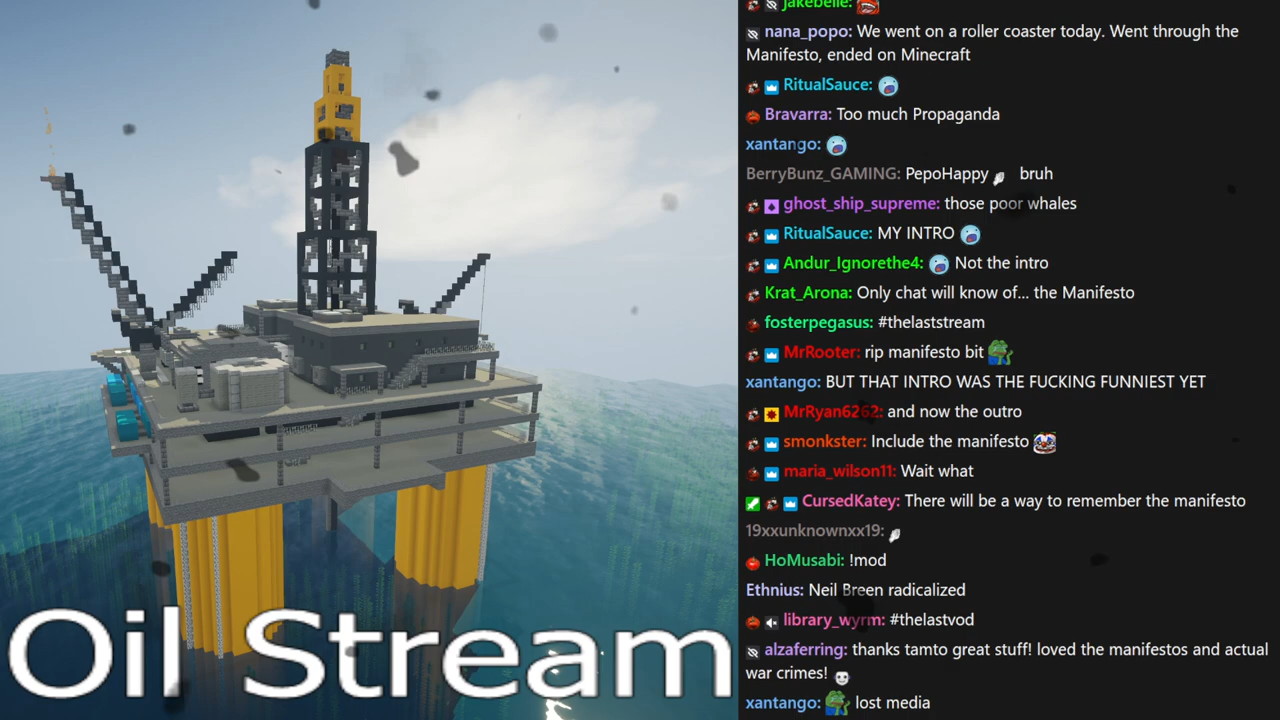 jakebelle:
nana_popo: We went on a roller coaster today. Went through the
Manifesto, ended on Minecraft
RitualSauce:
Bravarra: Too much Propaganda
xantango:
BerryBunz_GAMING: PepoHappy bruh
ghost_ship_supreme: those poor whales
RitualSauce: MY INTRO
Andur_Ignorethe4: Not the intro
Krat_Arona: Only chat will know of... the Manifesto
fosterpegasus: #thelaststream
MrRooter: rip manifesto bit
xantango: BUT THAT INTRO WAS THE FUCKING FUNNIEST YET
MrRyan6262: and now the outro
smonkster: Include the manifesto
maria_wilson11: Wait what
CursedKatey: There will be a way to remember the manifesto
19xxunknownxx19:
HoMusabi: !mod
Ethnius: Neil Breen radicalized
library_wyrm: #thelastvod
alzaferring: thanks tamto great stuff! loved the manifestos and actual
war crimes!
xantango: lost media
Oil Stream